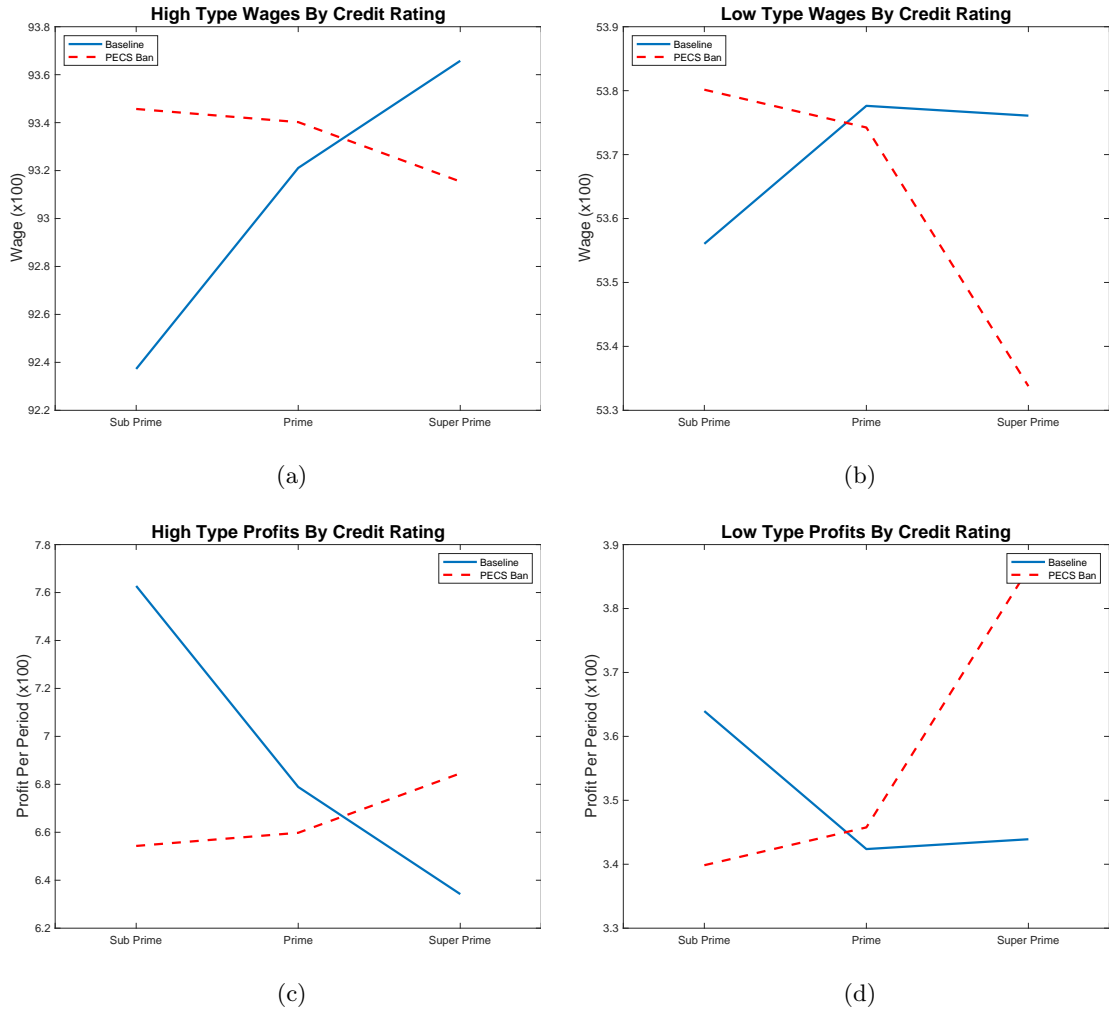 High Type Wages By Credit Rating
93.8
93.6
93.4
93.2
93
92.8
92.6
92.4
92.2
Wage (x100)
Baseline
PECS Ban
Sub Prime Prime Super Prime
(a)
Low Type Wages By Credit Rating
53.9
53.8
53.7
53.6
53.5
53.4
53.3
Wage (x100)
Baseline
PECS Ban
Sub Prime Prime Super Prime
(b)
High Type Profits By Credit Rating
7.8
7.6
7.4
7.2
7
6.8
6.6
6.4
6.2
Profit Per Period (x100)
Baseline
PECS Ban
Sub Prime Prime Super Prime
(c)
Low Type Profits By Credit Rating
3.9
3.8
3.7
3.6
3.5
3.4
3.3
Profit Per Period (x100)
Baseline
PECS Ban
Sub Prime Prime Super Prime
(d)